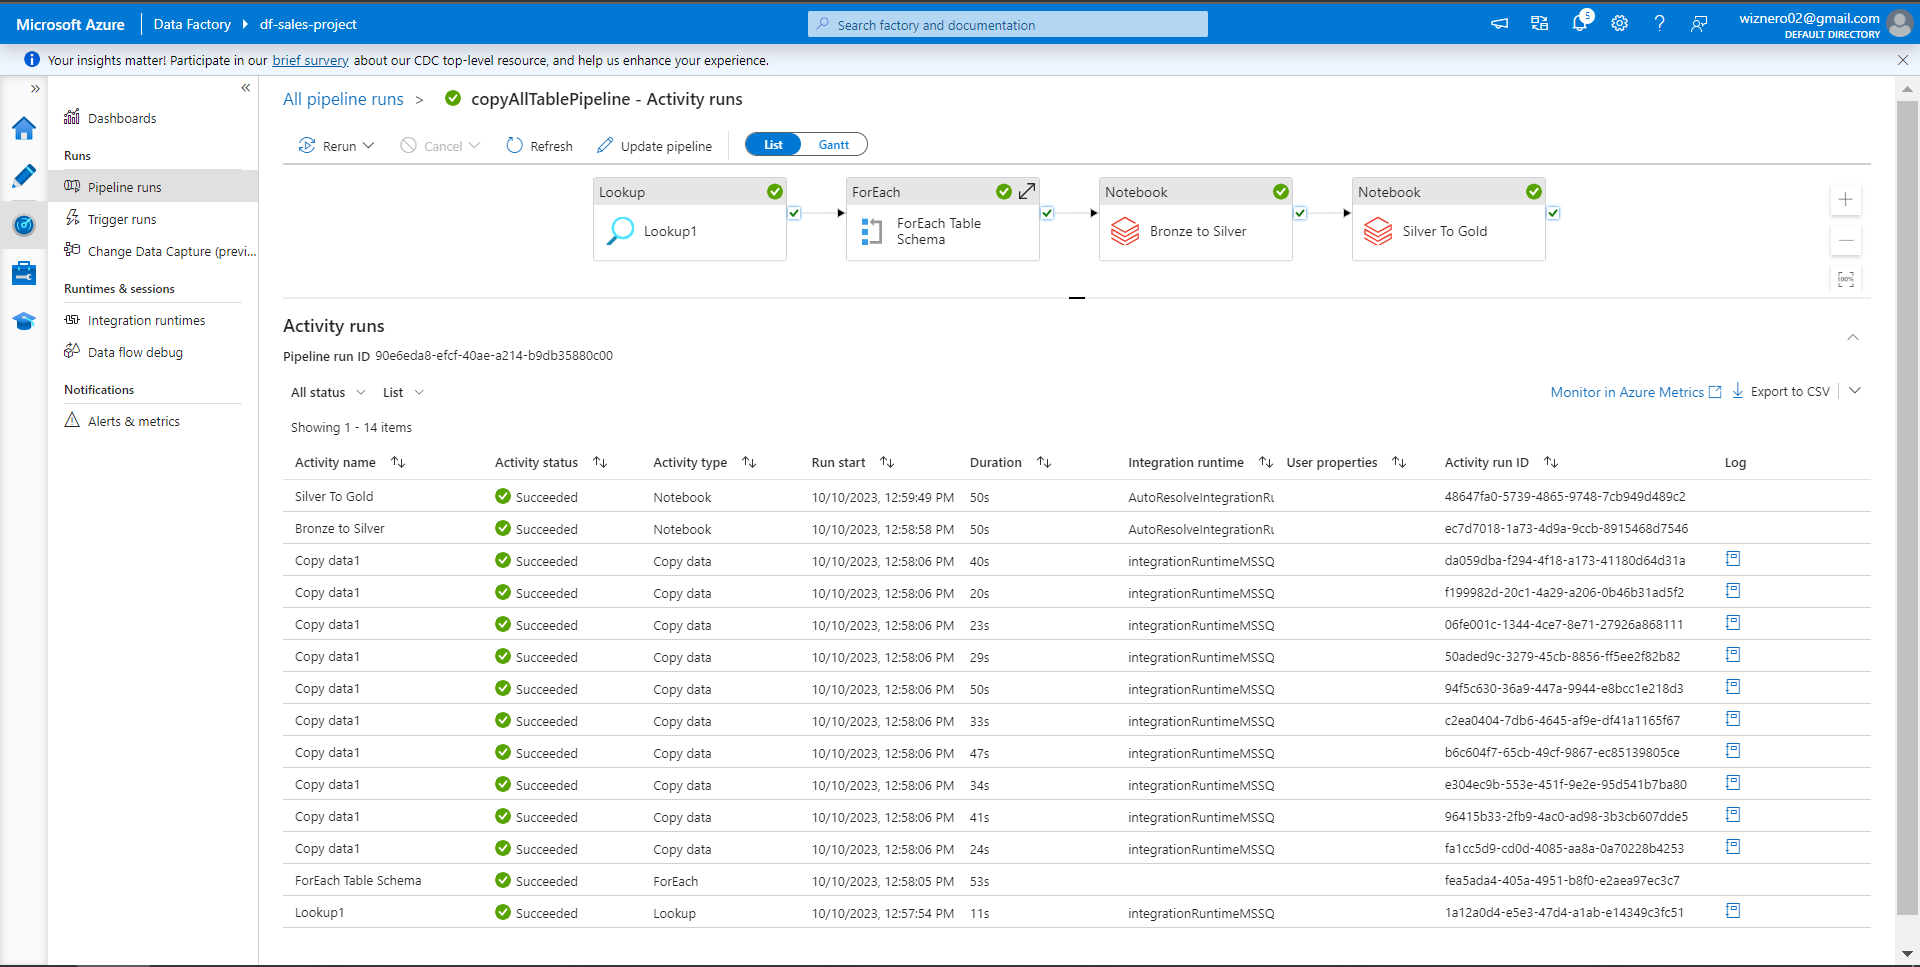 Microsoft Azure Data Factory df-sales-project Search factory and documentation 5 wiznero02@gmail.com
DEFAULT DIRECTORY
Your insights matter! Participate in our brief survery about our CDC top-level resource, and help us enhance your experience.
Dashboards
Runs
Pipeline runs
Trigger runs
Change Data Capture (previ...
Runtimes & sessions
Integration runtimes
Data flow debug
Notifications
Alerts & metrics
All pipeline runs > copyAllTablePipeline - Activity runs
Rerun Cancel Refresh Update pipeline List Gantt
Lookup
Lookup1
ForEach
ForEach Table
Schema
Notebook
Bronze to Silver
Notebook
Silver To Gold
100%
Activity runs
Pipeline run ID 90e6eda8-efcf-40ae-a214-b9db35880c00
All status List Monitor in Azure Metrics Export to CSV
Showing 1 - 14 items
Activity name Activity status Activity type Run start Duration Integration runtime User properties Activity run ID Log
Silver To Gold Succeeded Notebook 10/10/2023, 12:59:49 PM 50s AutoResolveIntegrationRu 48647fa0-5739-4865-9748-7cb949d489c2
Bronze to Silver Succeeded Notebook 10/10/2023, 12:58:58 PM 50s AutoResolveIntegrationRu ec7d7018-1a73-4d9a-9ccb-8915468d7546
Copy data1 Succeeded Copy data 10/10/2023, 12:58:06 PM 40s integrationRuntimeMSSQ da059dba-f294-4f18-a173-41180d64d31a
Copy data1 Succeeded Copy data 10/10/2023, 12:58:06 PM 20s integrationRuntimeMSSQ f199982d-20c1-4a29-a206-0b46b31ad5f2
Copy data1 Succeeded Copy data 10/10/2023, 12:58:06 PM 23s integrationRuntimeMSSQ 06fe001c-1344-4ce7-8e71-27926a868111
Copy data1 Succeeded Copy data 10/10/2023, 12:58:06 PM 29s integrationRuntimeMSSQ 50aded9c-3279-45cb-8856-ff5ee2f82b82
Copy data1 Succeeded Copy data 10/10/2023, 12:58:06 PM 50s integrationRuntimeMSSQ 94f5c630-36a9-447a-9944-e8bcc1e218d3
Copy data1 Succeeded Copy data 10/10/2023, 12:58:06 PM 33s integrationRuntimeMSSQ c2ea0404-7db6-4645-af9e-df41a1165f67
Copy data1 Succeeded Copy data 10/10/2023, 12:58:06 PM 47s integrationRuntimeMSSQ b6c604f7-65cb-49cf-9867-ec85139805ce
Copy data1 Succeeded Copy data 10/10/2023, 12:58:06 PM 34s integrationRuntimeMSSQ e304ec9b-553e-451f-9e2e-95d541b7ba80
Copy data1 Succeeded Copy data 10/10/2023, 12:58:06 PM 41s integrationRuntimeMSSQ 96415b33-2fb9-4ac0-ad98-3b3cb607dde5
Copy data1 Succeeded Copy data 10/10/2023, 12:58:06 PM 24s integrationRuntimeMSSQ fa1cc5d9-cd0d-4085-aa8a-0a70228b4253
ForEach Table Schema Succeeded ForEach 10/10/2023, 12:58:05 PM 53s fea5ada4-405a-4951-b8f0-e2aea97ec3c7
Lookup1 Succeeded Lookup 10/10/2023, 12:57:54 PM 11s integrationRuntimeMSSQ 1a12a0d4-e5e3-47d4-a1ab-e14349c3fc51